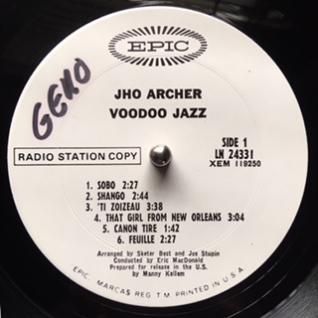 EPIC
GEKO
JHO ARCHER
VOODOO JAZZ
SIDE 1
RADIO STATION COPY
LN 24331
XEM 119250
1. SOBO 2:27
2. SHANGO 2:44
3. 'TI ZOIZEAU 3:38
4. THAT GIRL FROM NEW ORLEANS 3:04
5. CANON TIRE 1:42
6. FEUILLE 2:27
Arranged by Sketer Best and Jue Stupin
Conducted by Eric MacDonald
Prepared for release in the U.S.
by Manny Kellem
EPIC. MARCAS REG. T.M. PRINTED IN U.S.A.